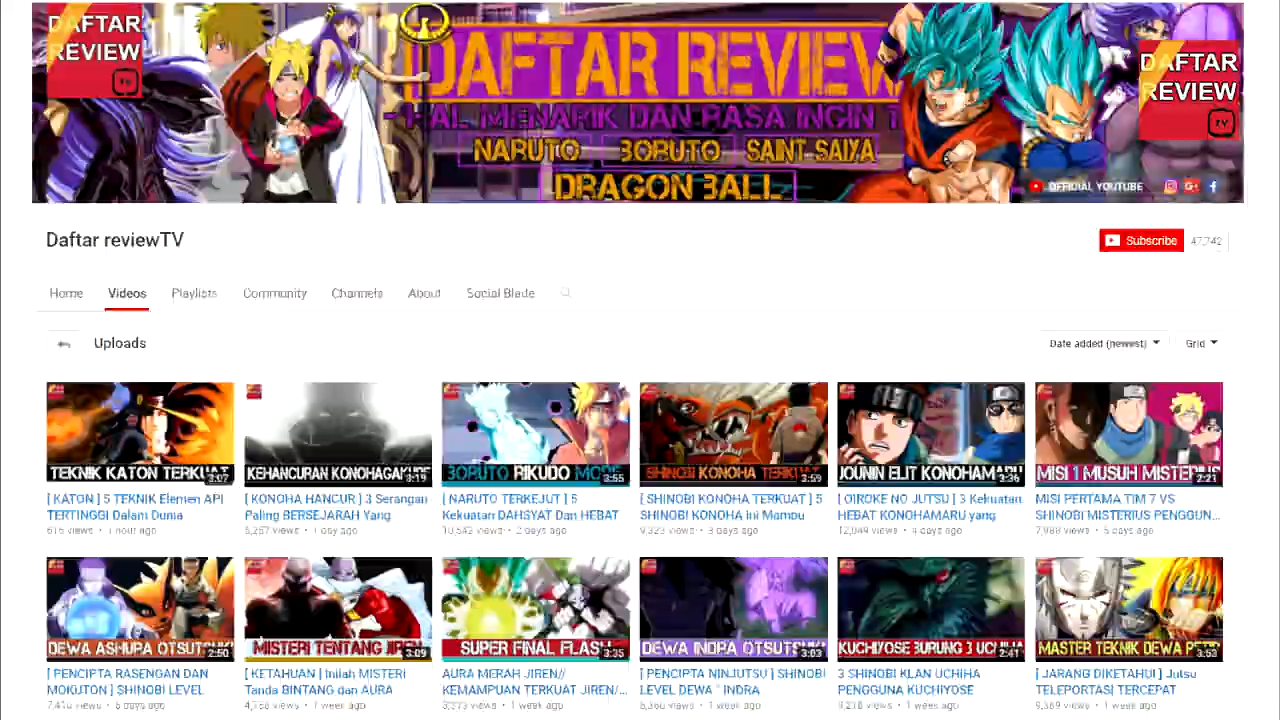 DAFTAR
REVIEW
TV
DAFTAR REVIEW
HAL MENARIK DAN RASA INGIN T
NARUTO BORUTO SAINT SAIYA
DRAGON BALL
DAFTAR
REVIEW
TV
OFFICIAL YOUTUBE
Daftar reviewTV
Subscribe 47,742
Home Videos Playlists Community Channels About Social Blade
Uploads
Date added (newest) Grid
TEKNIK KATON TERKUAT
3:07
[ KATON ] 5 TEKNIK Elemen API
TERTINGGI Dalam Dunia
616 views • 1 hour ago
KEHANCURAN KONOHAGAKURE
3:19
[ KONOHA HANCUR ] 3 Serangan
Paling BERSEJARAH Yang
views • 1 day ago
BORUTO RIKUDO MODE
3:55
[ NARUTO TERKEJUT ] 5
Kekuatan DAHSYAT Dan HEBAT
10,542 views • 2 days ago
SHINOBI KONOHA TERKUAT
3:59
[ SHINOBI KONOHA TERKUAT ] 5
SHINOBI KONOHA ini Mampu
9,323 views • 3 days ago
JOUNIN ELIT KONOHAMARU
3:36
[ OIROKE NO JUTSU ] 3 Kekuatan
HEBAT KONOHAMARU yang
12,049 views • 4 days ago
MISI 1 MUSUH MISTERIUS
2:21
MISI PERTAMA TIM 7 VS
SHINOBI MISTERIUS PENGGUN...
7,988 views • 5 days ago
DEWA ASHURA OTSUTSUKI
2:50
[ PENCIPTA RASENGAN DAN
MOKUTON ] SHINOBI LEVEL
views • 6 days ago
MISTERI TENTANG JIREN
3:09
[ KETAHUAN ] Inilah MISTERI
Tanda BINTANG dan AURA
views • 1 week ago
SUPER FINAL FLASH
3:35
AURA MERAH JIREN//
KEMAMPUAN TERKUAT JIREN/...
views • 1 week ago
DEWA INDRA OTSUTSUKI
3:03
[ PENCIPTA NINJUTSU ] SHINOBI
LEVEL DEWA " INDRA
views • 1 week ago
KUCHIYOSE BURUNG 3 UCHIHA
2:41
3 SHINOBI KLAN UCHIHA
PENGGUNA KUCHIYOSE
9,218 views • 1 week ago
MASTER TEKNIK DEWA PETIR
3:53
[ JARANG DIKETAHUI ] Jutsu
TELEPORTASI TERCEPAT
9,369 views • 1 week ago